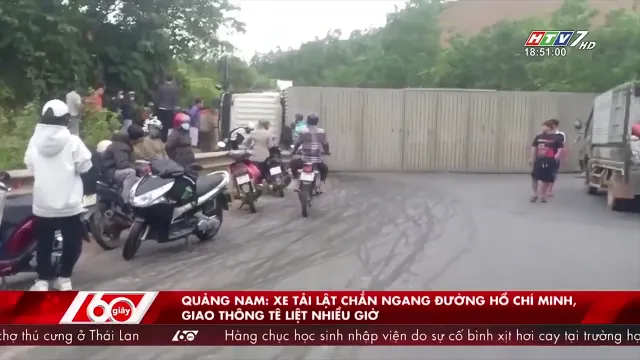 HTV7 HD
18:51:00
60 giây
QUẢNG NAM: XE TẢI LẬT CHẮN NGANG ĐƯỜNG HỒ CHÍ MINH,
GIAO THÔNG TÊ LIỆT NHIỀU GIỜ
chợ thú cưng ở Thái Lan
Hàng chục học sinh nhập viện do sự cố bình xịt hơi cay tại trường